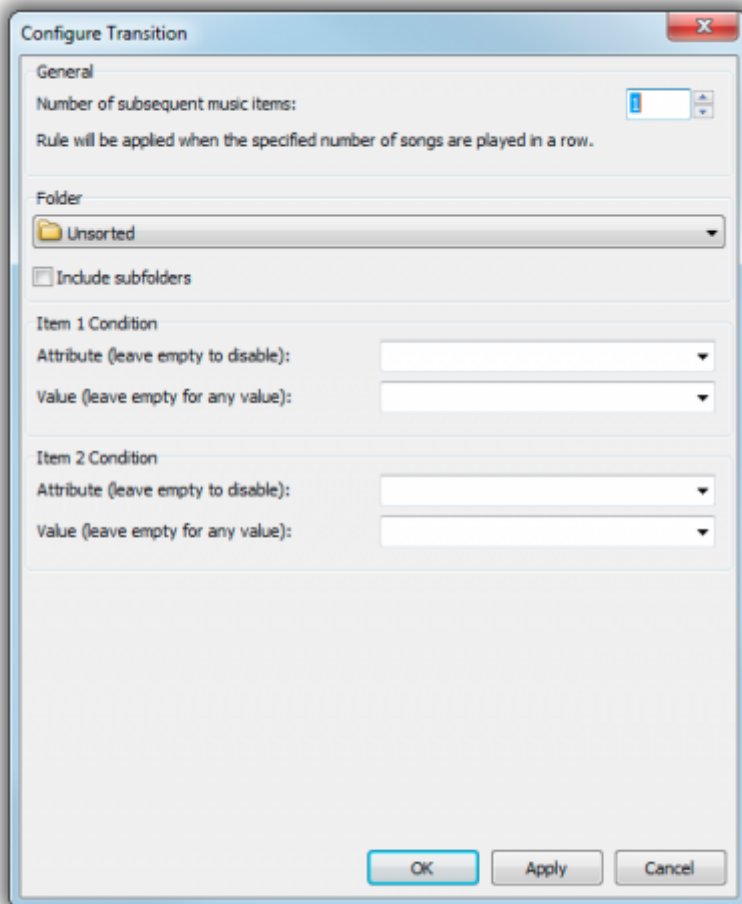 Configure Transition
General
Number of subsequent music items: 1
Rule will be applied when the specified number of songs are played in a row.
Folder
Unsorted
Include subfolders
Item 1 Condition
Attribute (leave empty to disable):
Value (leave empty for any value):
Item 2 Condition
Attribute (leave empty to disable):
Value (leave empty for any value):
OK Apply Cancel